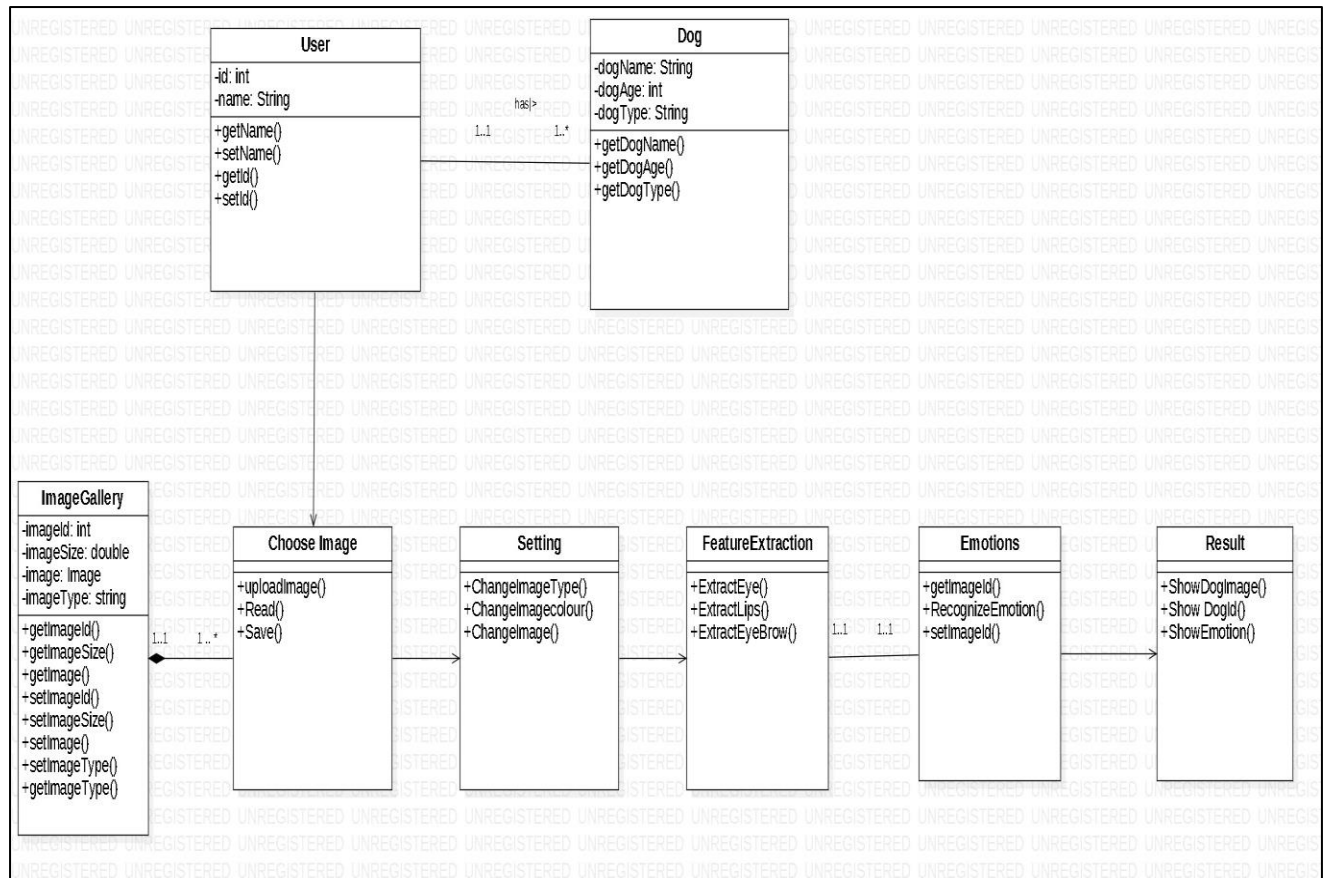 User
-id: int
-name: String
+getName()
+setName()
+getId()
+setId()
has|>
1..1
1..*
Dog
-dogName: String
-dogAge: int
-dogType: String
+getDogName()
+getDogAge()
+getDogType()
ImageGallery
-imageId: int
-imageSize: double
-image: Image
-imageType: string
+getImageId()
+getImageSize()
+getImage()
+setImageId()
+setImageSize()
+setImage()
+setImageType()
+getImageType()
1..1
1..*
Choose Image
+uploadImage()
+Read()
+Save()
Setting
+ChangeImageType()
+ChangeImagecolour()
+ChangeImage()
FeatureExtraction
+ExtractEye()
+ExtractLips()
+ExtractEyeBrow()
1..1
1..1
Emotions
+getImageId()
+RecognizeEmotion()
+setImageId()
Result
+ShowDogImage()
+Show DogId()
+ShowEmotion()
UNREGISTERED